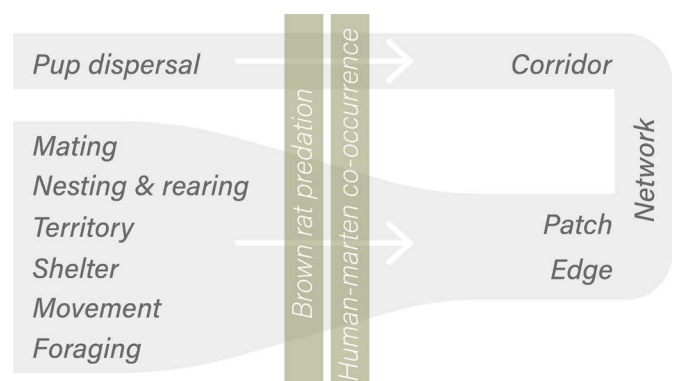 Pup dispersal
Corridor
Mating
Nesting & rearing
Territory
Shelter
Movement
Foraging
Brown rat predation
Human-marten co-occurrence
Patch
Edge
Network